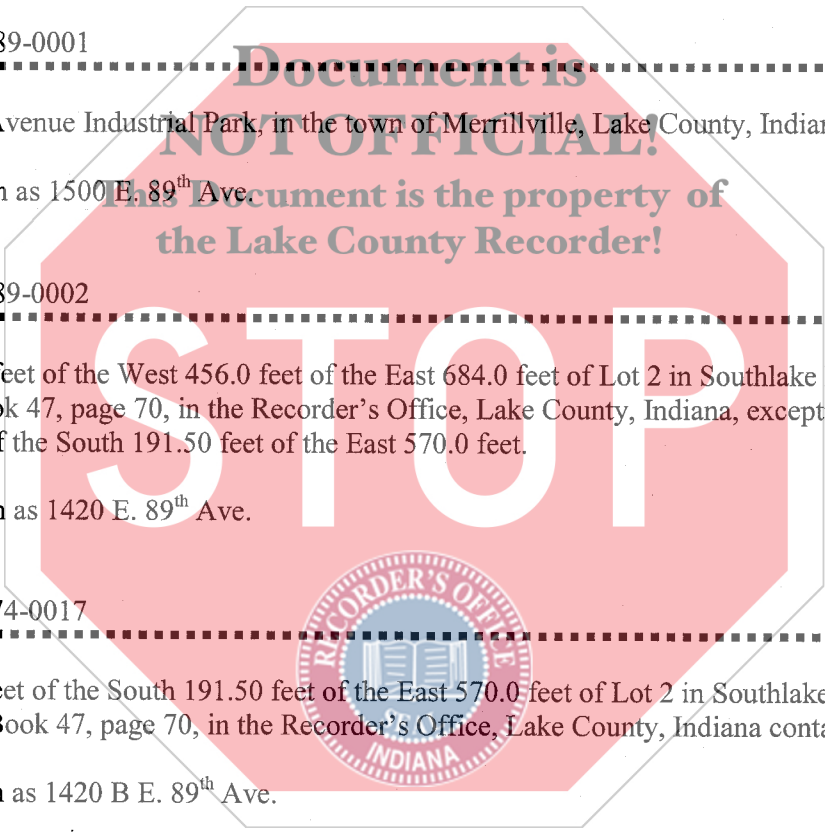 89-0001
Document is
Avenue Industrial Park, in the town of Merrillville, Lake County, Indian
NOT OFFICIAL!
n as 1500 E. 89th Ave.
This Document is the property of
the Lake County Recorder!
89-0002
STOP
feet of the West 456.0 feet of the East 684.0 feet of Lot 2 in Southlake
ok 47, page 70, in the Recorder's Office, Lake County, Indiana, except
f the South 191.50 feet of the East 570.0 feet.
n as 1420 E. 89th Ave.
RECORDER'S OFFICE
INDIANA
74-0017
eet of the South 191.50 feet of the East 570.0 feet of Lot 2 in Southlake
Book 47, page 70, in the Recorder's Office, Lake County, Indiana conta
n as 1420 B E. 89th Ave.